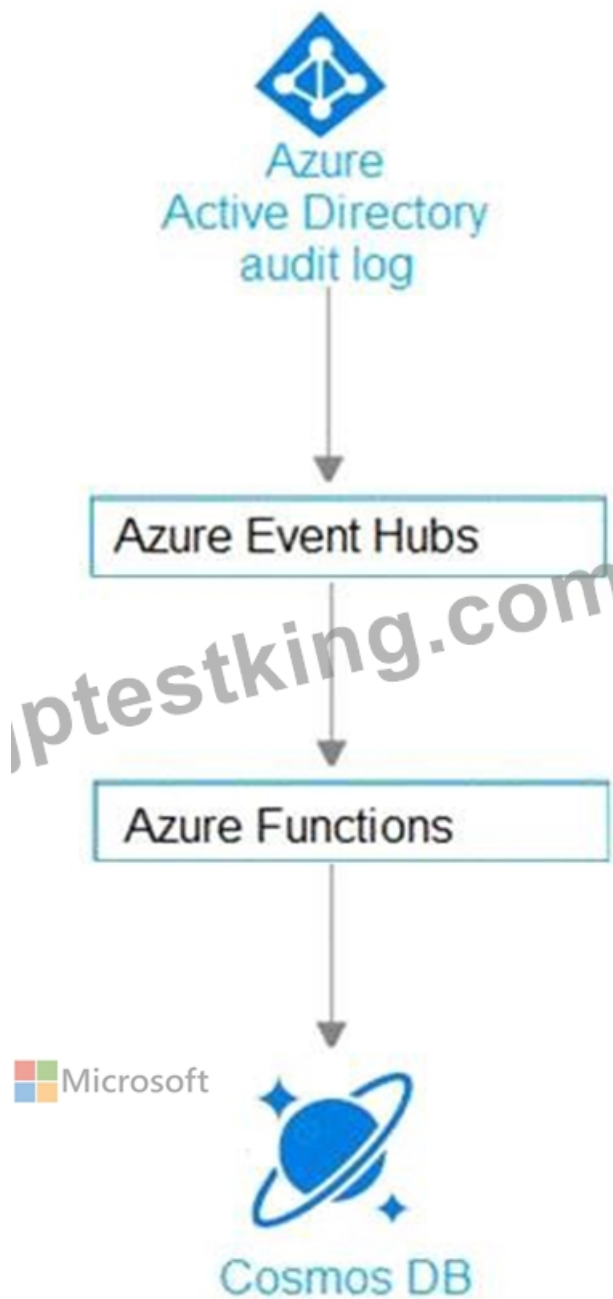 Azure
Active Directory
audit log
Azure Event Hubs
ptestking.com
Azure Functions
Microsoft
Cosmos DB